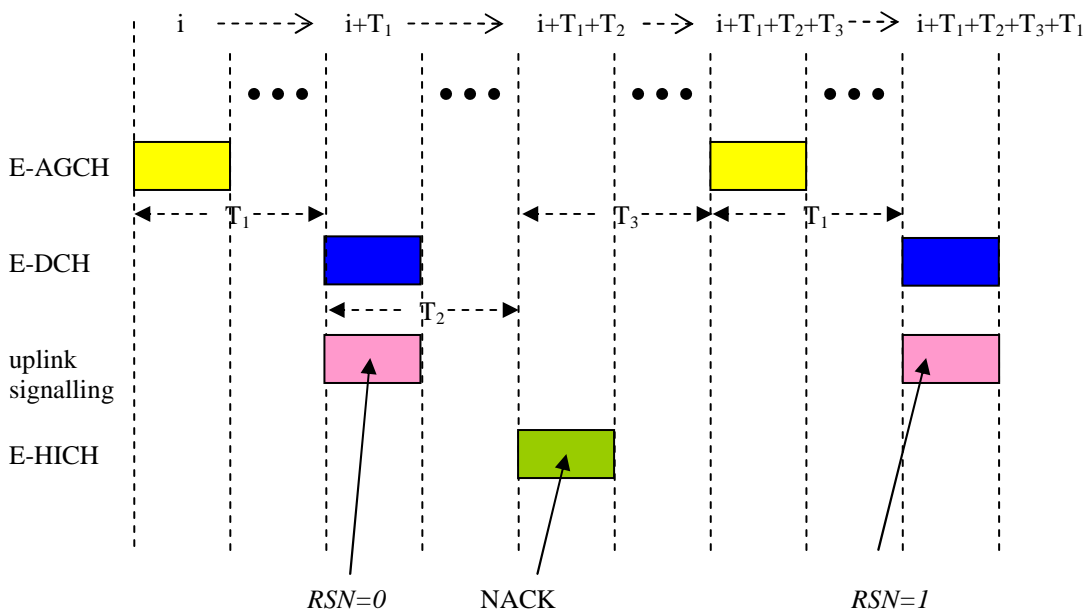 i i+T₁ i+T₁+T₂ i+T₁+T₂+T₃ i+T₁+T₂+T₃+T₁
E-AGCH
T₁ T₃ T₁
E-DCH
T₂
uplink
signalling
E-HICH
RSN=0 NACK RSN=1